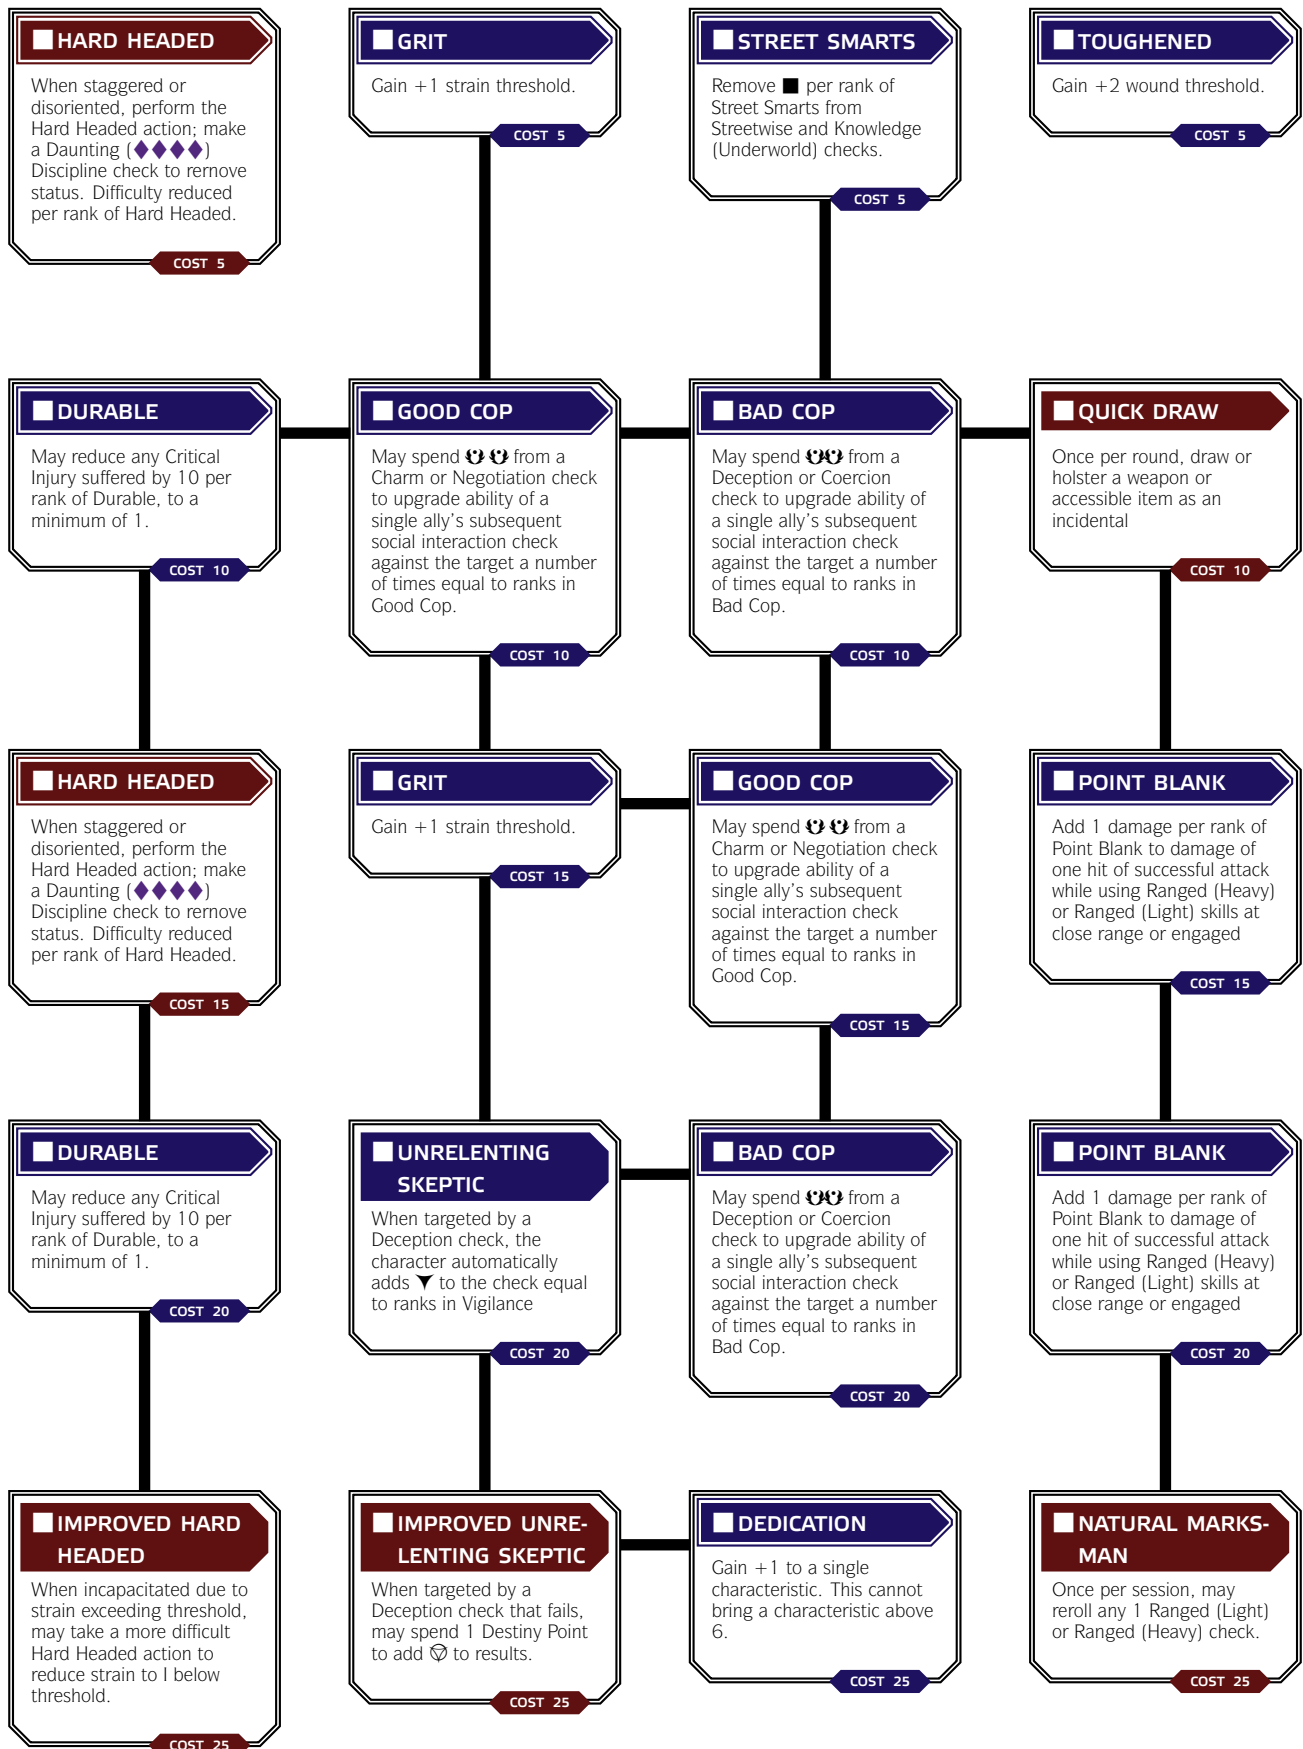 HARD HEADED
When staggered or
disoriented, perform the
Hard Headed action; make
a Daunting (♦♦♦♦)
Discipline check to rernove
status. Difficulty reduced
per rank of Hard Headed.
COST 5
GRIT
Gain +1 strain threshold.
COST 5
STREET SMARTS
Remove ■ per rank of
Street Smarts from
Streetwise and Knowledge
(Underworld) checks.
COST 5
TOUGHENED
Gain +2 wound threshold.
COST 5
DURABLE
May reduce any Critical
Injury suffered by 10 per
rank of Durable, to a
minimum of 1.
COST 10
GOOD COP
May spend from a
Charm or Negotiation check
to upgrade ability of a
single ally's subsequent
social interaction check
against the target a number
of times equal to ranks in
Good Cop.
COST 10
BAD COP
May spend from a
Deception or Coercion
check to upgrade ability of
a single ally's subsequent
social interaction check
against the target a number
of times equal to ranks in
Bad Cop.
COST 10
QUICK DRAW
Once per round, draw or
holster a weapon or
accessible item as an
incidental
COST 10
HARD HEADED
When staggered or
disoriented, perform the
Hard Headed action; make
a Daunting (♦♦♦♦)
Discipline check to rernove
status. Difficulty reduced
per rank of Hard Headed.
COST 15
GRIT
Gain +1 strain threshold.
COST 15
GOOD COP
May spend from a
Charm or Negotiation check
to upgrade ability of a
single ally's subsequent
social interaction check
against the target a number
of times equal to ranks in
Good Cop.
COST 15
POINT BLANK
Add 1 damage per rank of
Point Blank to damage of
one hit of successful attack
while using Ranged (Heavy)
or Ranged (Light) skills at
close range or engaged
COST 15
DURABLE
May reduce any Critical
Injury suffered by 10 per
rank of Durable, to a
minimum of 1.
COST 20
UNRELENTING
SKEPTIC
When targeted by a
Deception check, the
character automatically
adds to the check equal
to ranks in Vigilance
COST 20
BAD COP
May spend from a
Deception or Coercion
check to upgrade ability of
a single ally's subsequent
social interaction check
against the target a number
of times equal to ranks in
Bad Cop.
COST 20
POINT BLANK
Add 1 damage per rank of
Point Blank to damage of
one hit of successful attack
while using Ranged (Heavy)
or Ranged (Light) skills at
close range or engaged
COST 20
IMPROVED HARD
HEADED
When incapacitated due to
strain exceeding threshold,
may take a more difficult
Hard Headed action to
reduce strain to I below
threshold.
COST 25
IMPROVED UNRE-
LENTING SKEPTIC
When targeted by a
Deception check that fails,
may spend 1 Destiny Point
to add to results.
COST 25
DEDICATION
Gain +1 to a single
characteristic. This cannot
bring a characteristic above
6.
COST 25
NATURAL MARKS-
MAN
Once per session, may
reroll any 1 Ranged (Light)
or Ranged (Heavy) check.
COST 25